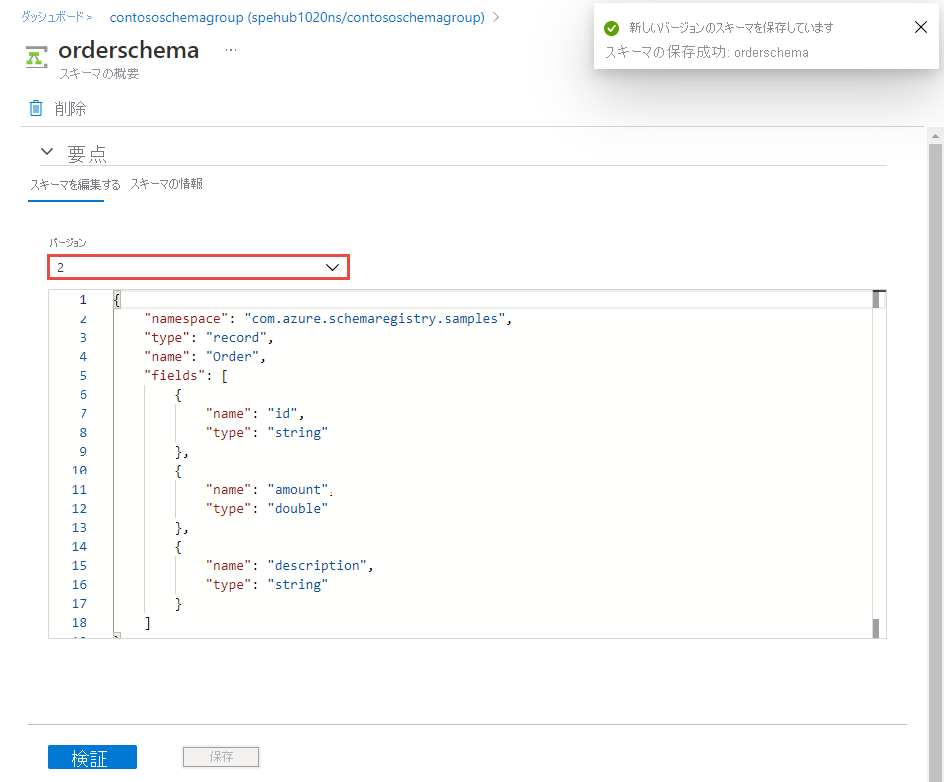 ダッシュボード > contososchemagroup (spehub1020ns/contososchemagroup) >
新しいバージョンのスキーマを保存しています
スキーマの保存成功: orderschema
orderschema ...
スキーマの概要
削除
要点
スキーマを編集する スキーマの情報
バージョン
2
1 {
2 "namespace": "com.azure.schemaregistry.samples",
3 "type": "record",
4 "name": "Order",
5 "fields": [
6 {
7 "name": "id",
8 "type": "string"
9 },
10 {
11 "name": "amount",
12 "type": "double"
13 },
14 {
15 "name": "description",
16 "type": "string"
17 }
18 ]
検証 保存